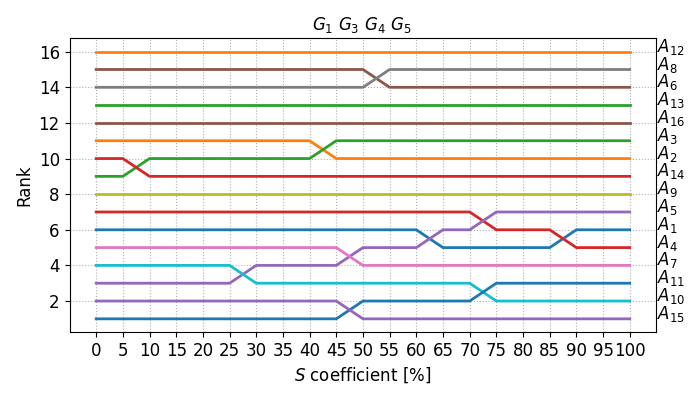 G₁ G₃ G₄ G₅
16
14
12
10
8
6
4
2
Rank
A₁₂
A₈
A₆
A₁₃
A₁₆
A₃
A₂
A₁₄
A₉
A₅
A₁
A₄
A₇
A₁₁
A₁₀
A₁₅
0 5 10 15 20 25 30 35 40 45 50 55 60 65 70 75 80 85 90 95 100
S coefficient [%]